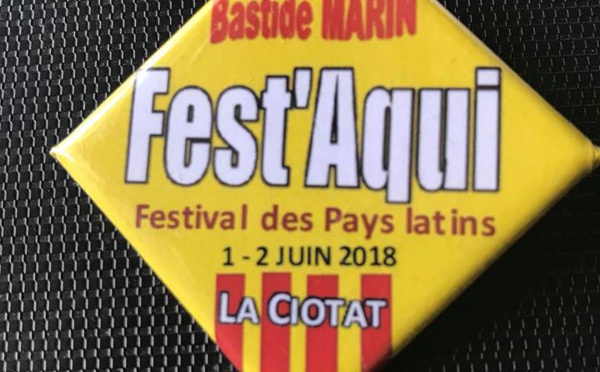 Bastide MARIN
Fest'Aqui
Festival des Pays latins
1 - 2 JUIN 2018
LA CIOTAT